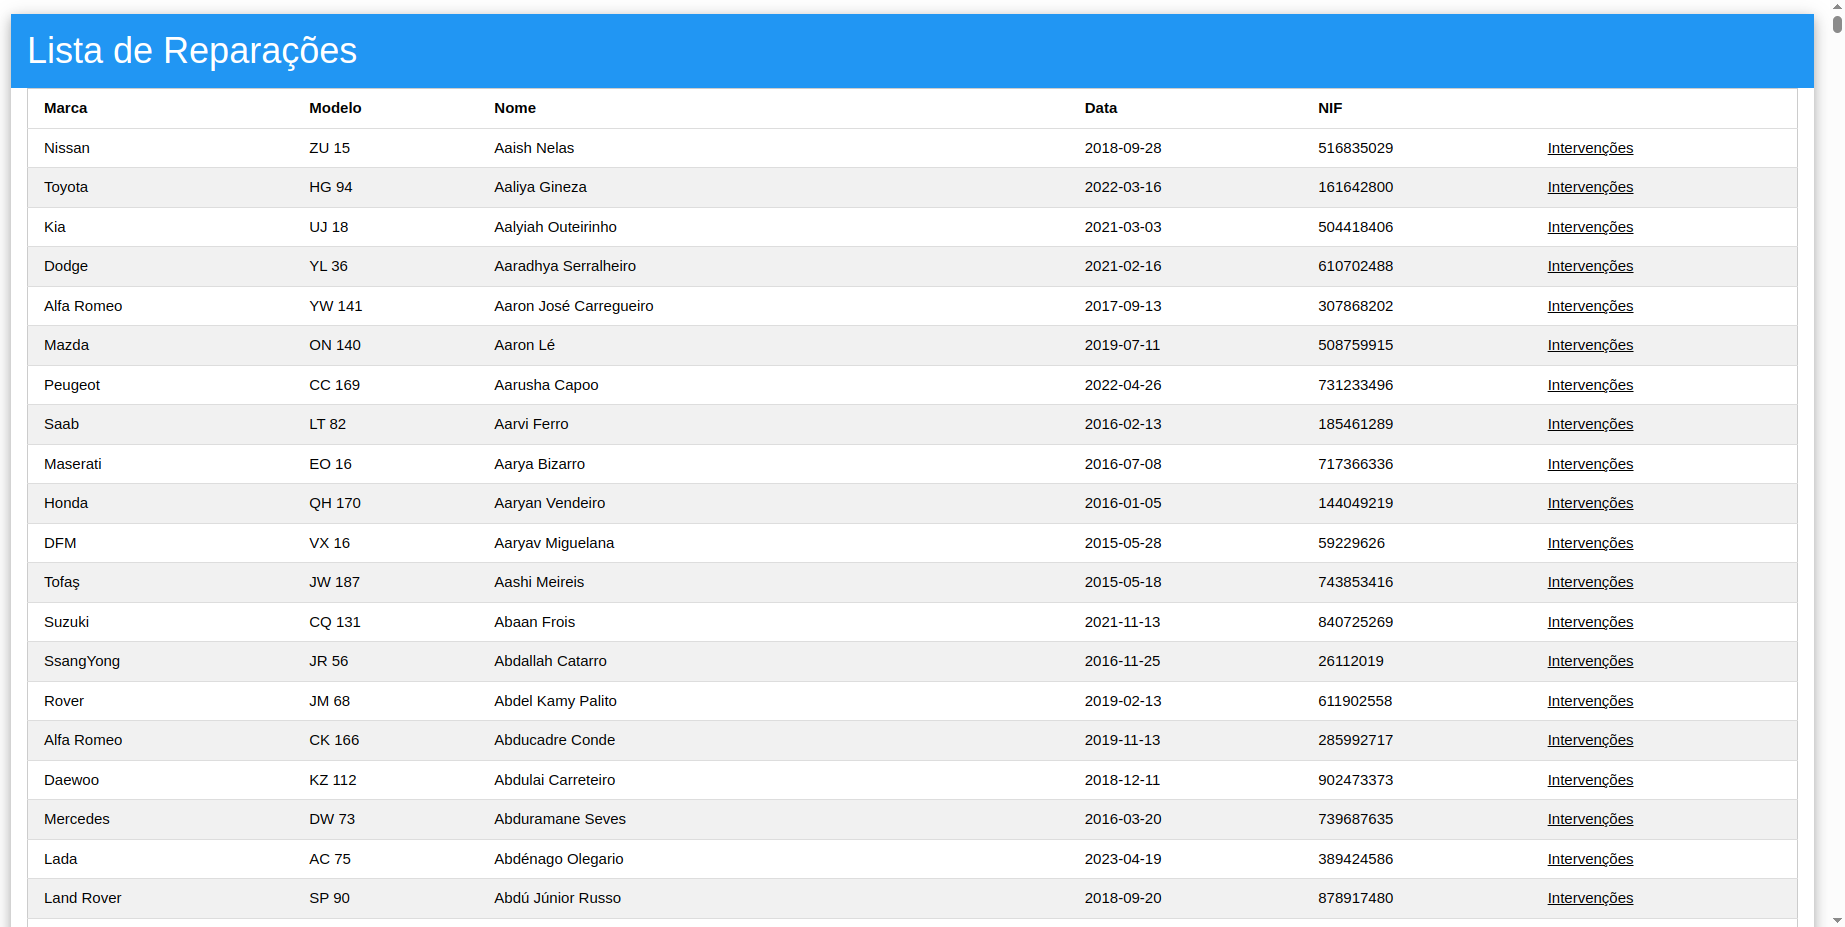 Lista de Reparações
Marca Modelo Nome Data NIF
Nissan ZU 15 Aaish Nelas 2018-09-28 516835029 Intervenções
Toyota HG 94 Aaliya Gineza 2022-03-16 161642800 Intervenções
Kia UJ 18 Aalyiah Outeirinho 2021-03-03 504418406 Intervenções
Dodge YL 36 Aaradhya Serralheiro 2021-02-16 610702488 Intervenções
Alfa Romeo YW 141 Aaron José Carregueiro 2017-09-13 307868202 Intervenções
Mazda ON 140 Aaron Lé 2019-07-11 508759915 Intervenções
Peugeot CC 169 Aarusha Capoo 2022-04-26 731233496 Intervenções
Saab LT 82 Aarvi Ferro 2016-02-13 185461289 Intervenções
Maserati EO 16 Aarya Bizarro 2016-07-08 717366336 Intervenções
Honda QH 170 Aaryan Vendeiro 2016-01-05 144049219 Intervenções
DFM VX 16 Aaryav Miguelana 2015-05-28 59229626 Intervenções
Tofaş JW 187 Aashi Meireis 2015-05-18 743853416 Intervenções
Suzuki CQ 131 Abaan Frois 2021-11-13 840725269 Intervenções
SsangYong JR 56 Abdallah Catarro 2016-11-25 26112019 Intervenções
Rover JM 68 Abdel Kamy Palito 2019-02-13 611902558 Intervenções
Alfa Romeo CK 166 Abducadre Conde 2019-11-13 285992717 Intervenções
Daewoo KZ 112 Abdulai Carreteiro 2018-12-11 902473373 Intervenções
Mercedes DW 73 Abduramane Seves 2016-03-20 739687635 Intervenções
Lada AC 75 Abdénago Olegario 2023-04-19 389424586 Intervenções
Land Rover SP 90 Abdú Júnior Russo 2018-09-20 878917480 Intervenções